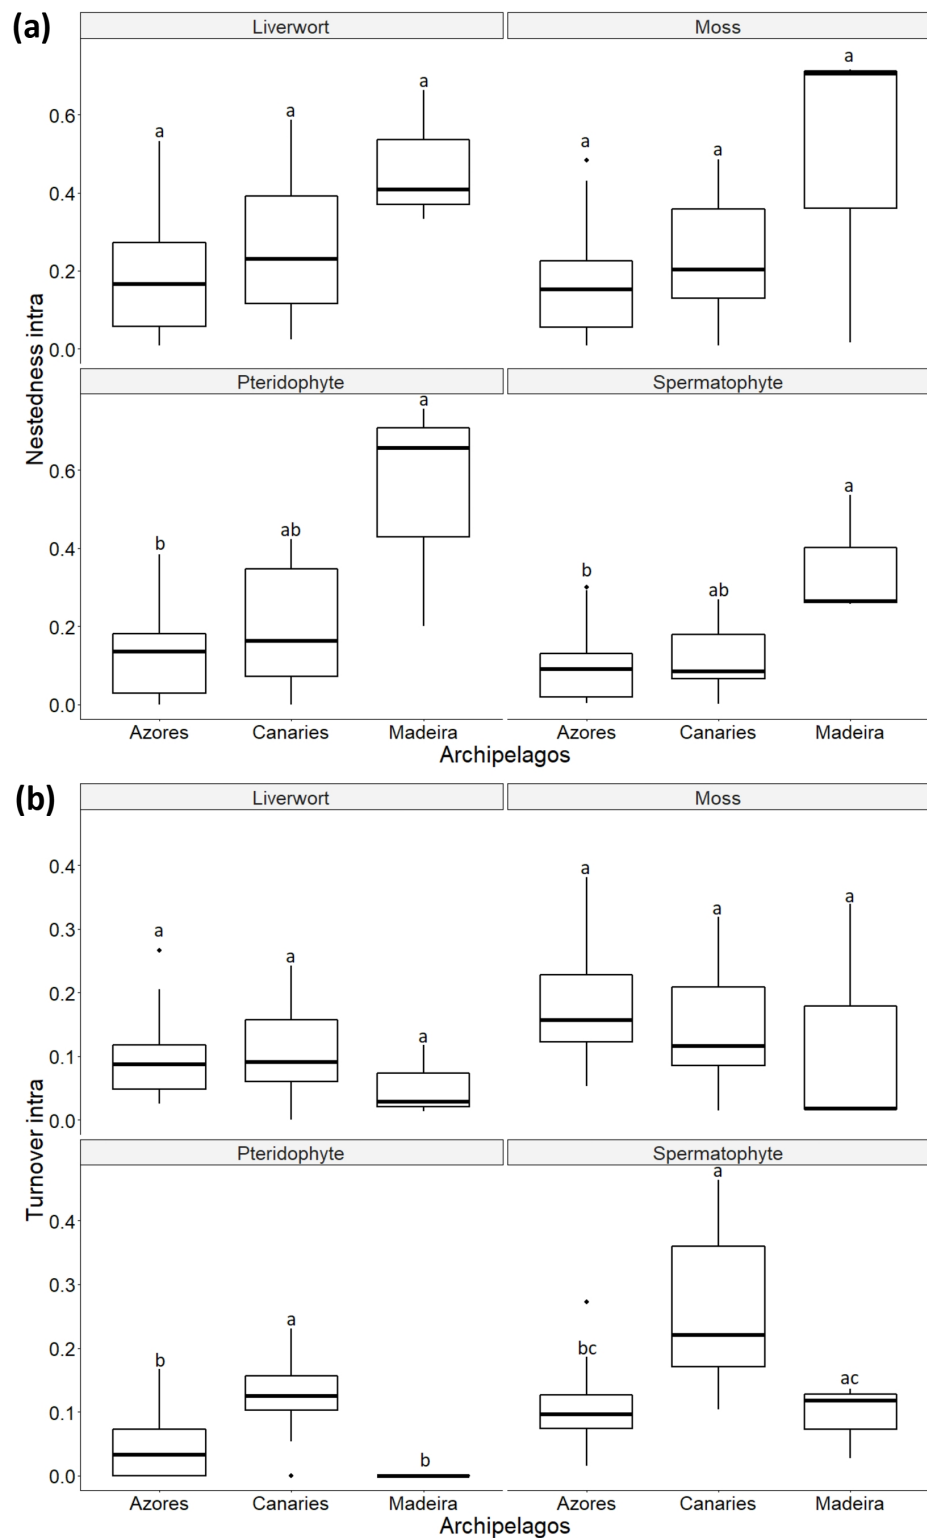 (a)
Liverwort
Moss
Nestedness intra
0.6
0.4
0.2
0.0
a
a
a
a
a
a
Pteridophyte
Spermatophyte
0.6
0.4
0.2
0.0
b
ab
a
b
ab
a
Azores Canaries Madeira Azores Canaries Madeira
Archipelagos
(b)
Liverwort
Moss
Turnover intra
0.4
0.3
0.2
0.1
0.0
a
a
a
a
a
a
Pteridophyte
Spermatophyte
0.4
0.3
0.2
0.1
0.0
b
a
b
bc
a
ac
Azores Canaries Madeira Azores Canaries Madeira
Archipelagos